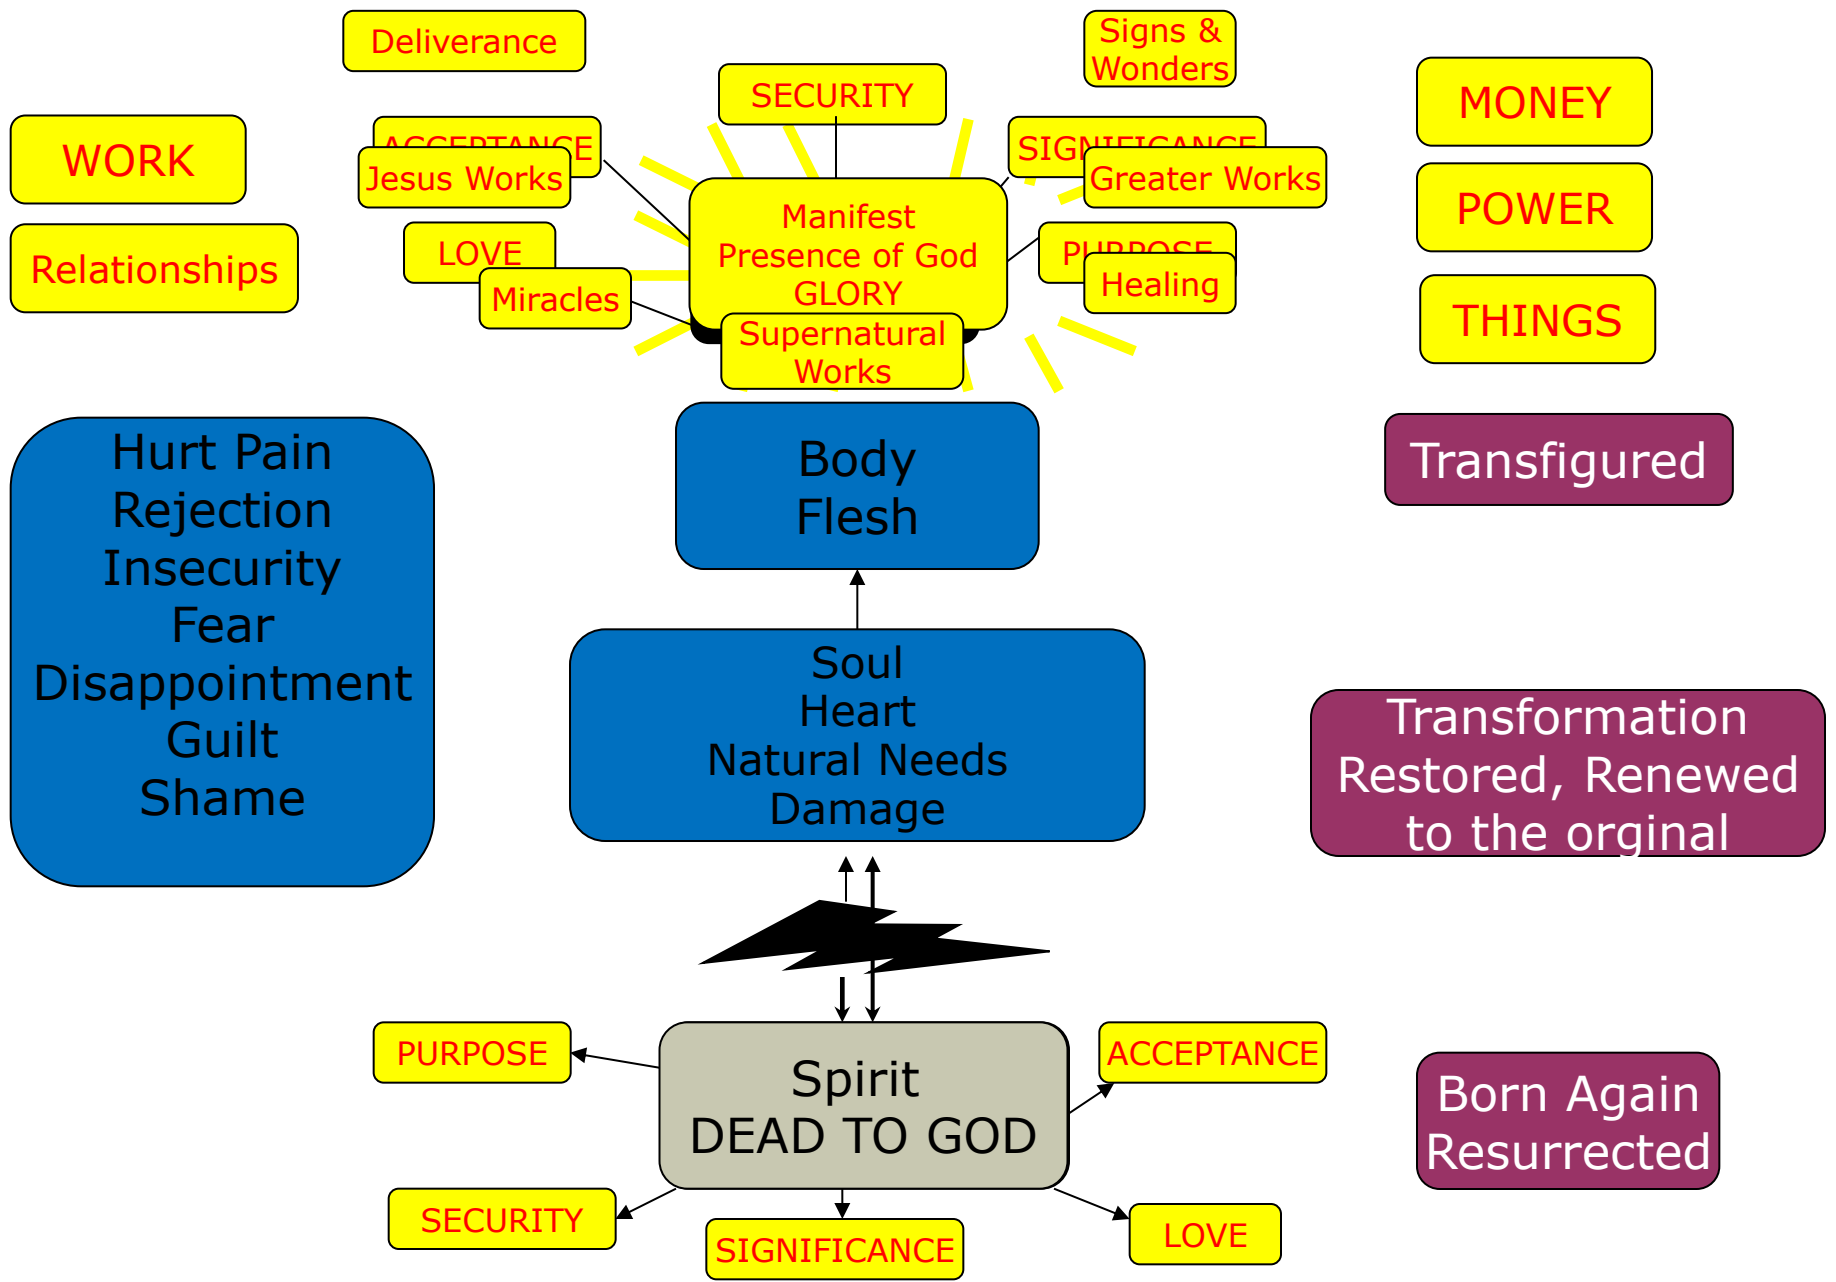 Deliverance
Signs &
Wonders
SECURITY
MONEY
WORK
ACCEPTANCE
Jesus Works
SIGNIFICANCE
Greater Works
POWER
Relationships
LOVE
Miracles
Manifest
Presence of God
GLORY
PURPOSE
Healing
THINGS
Supernatural
Works
Hurt Pain
Rejection
Insecurity
Fear
Disappointment
Guilt
Shame
Body
Flesh
Transfigured
Soul
Heart
Natural Needs
Damage
Transformation
Restored, Renewed
to the orginal
PURPOSE
Spirit
DEAD TO GOD
ACCEPTANCE
Born Again
Resurrected
SECURITY
SIGNIFICANCE
LOVE